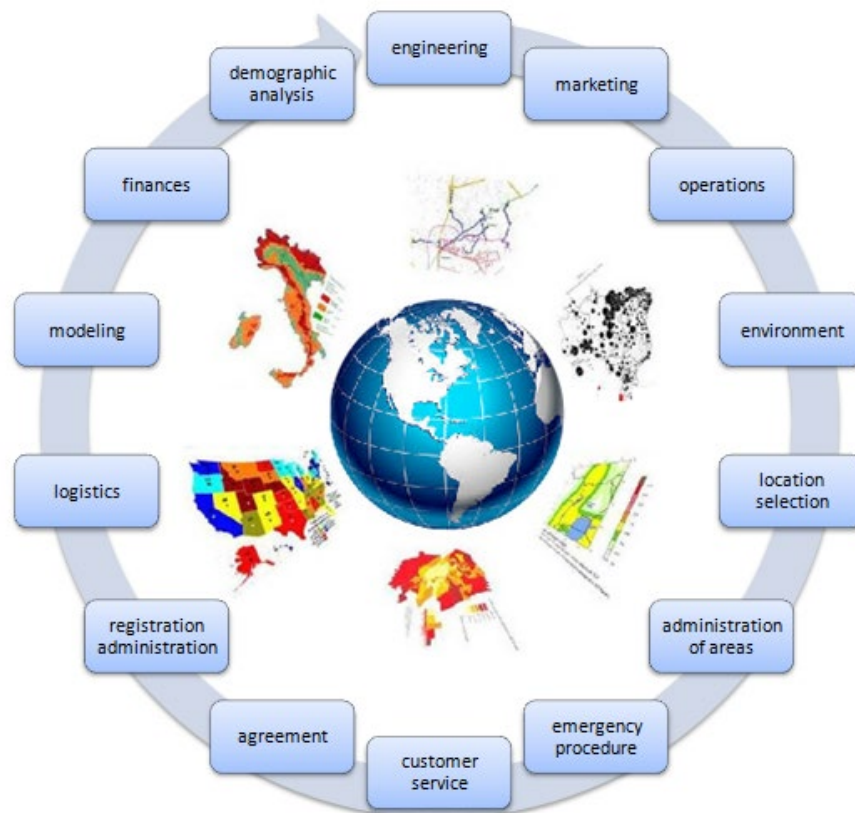 engineering
marketing
operations
environment
location
selection
administration
of areas
emergency
procedure
customer
service
agreement
registration
administration
logistics
modeling
finances
demographic
analysis